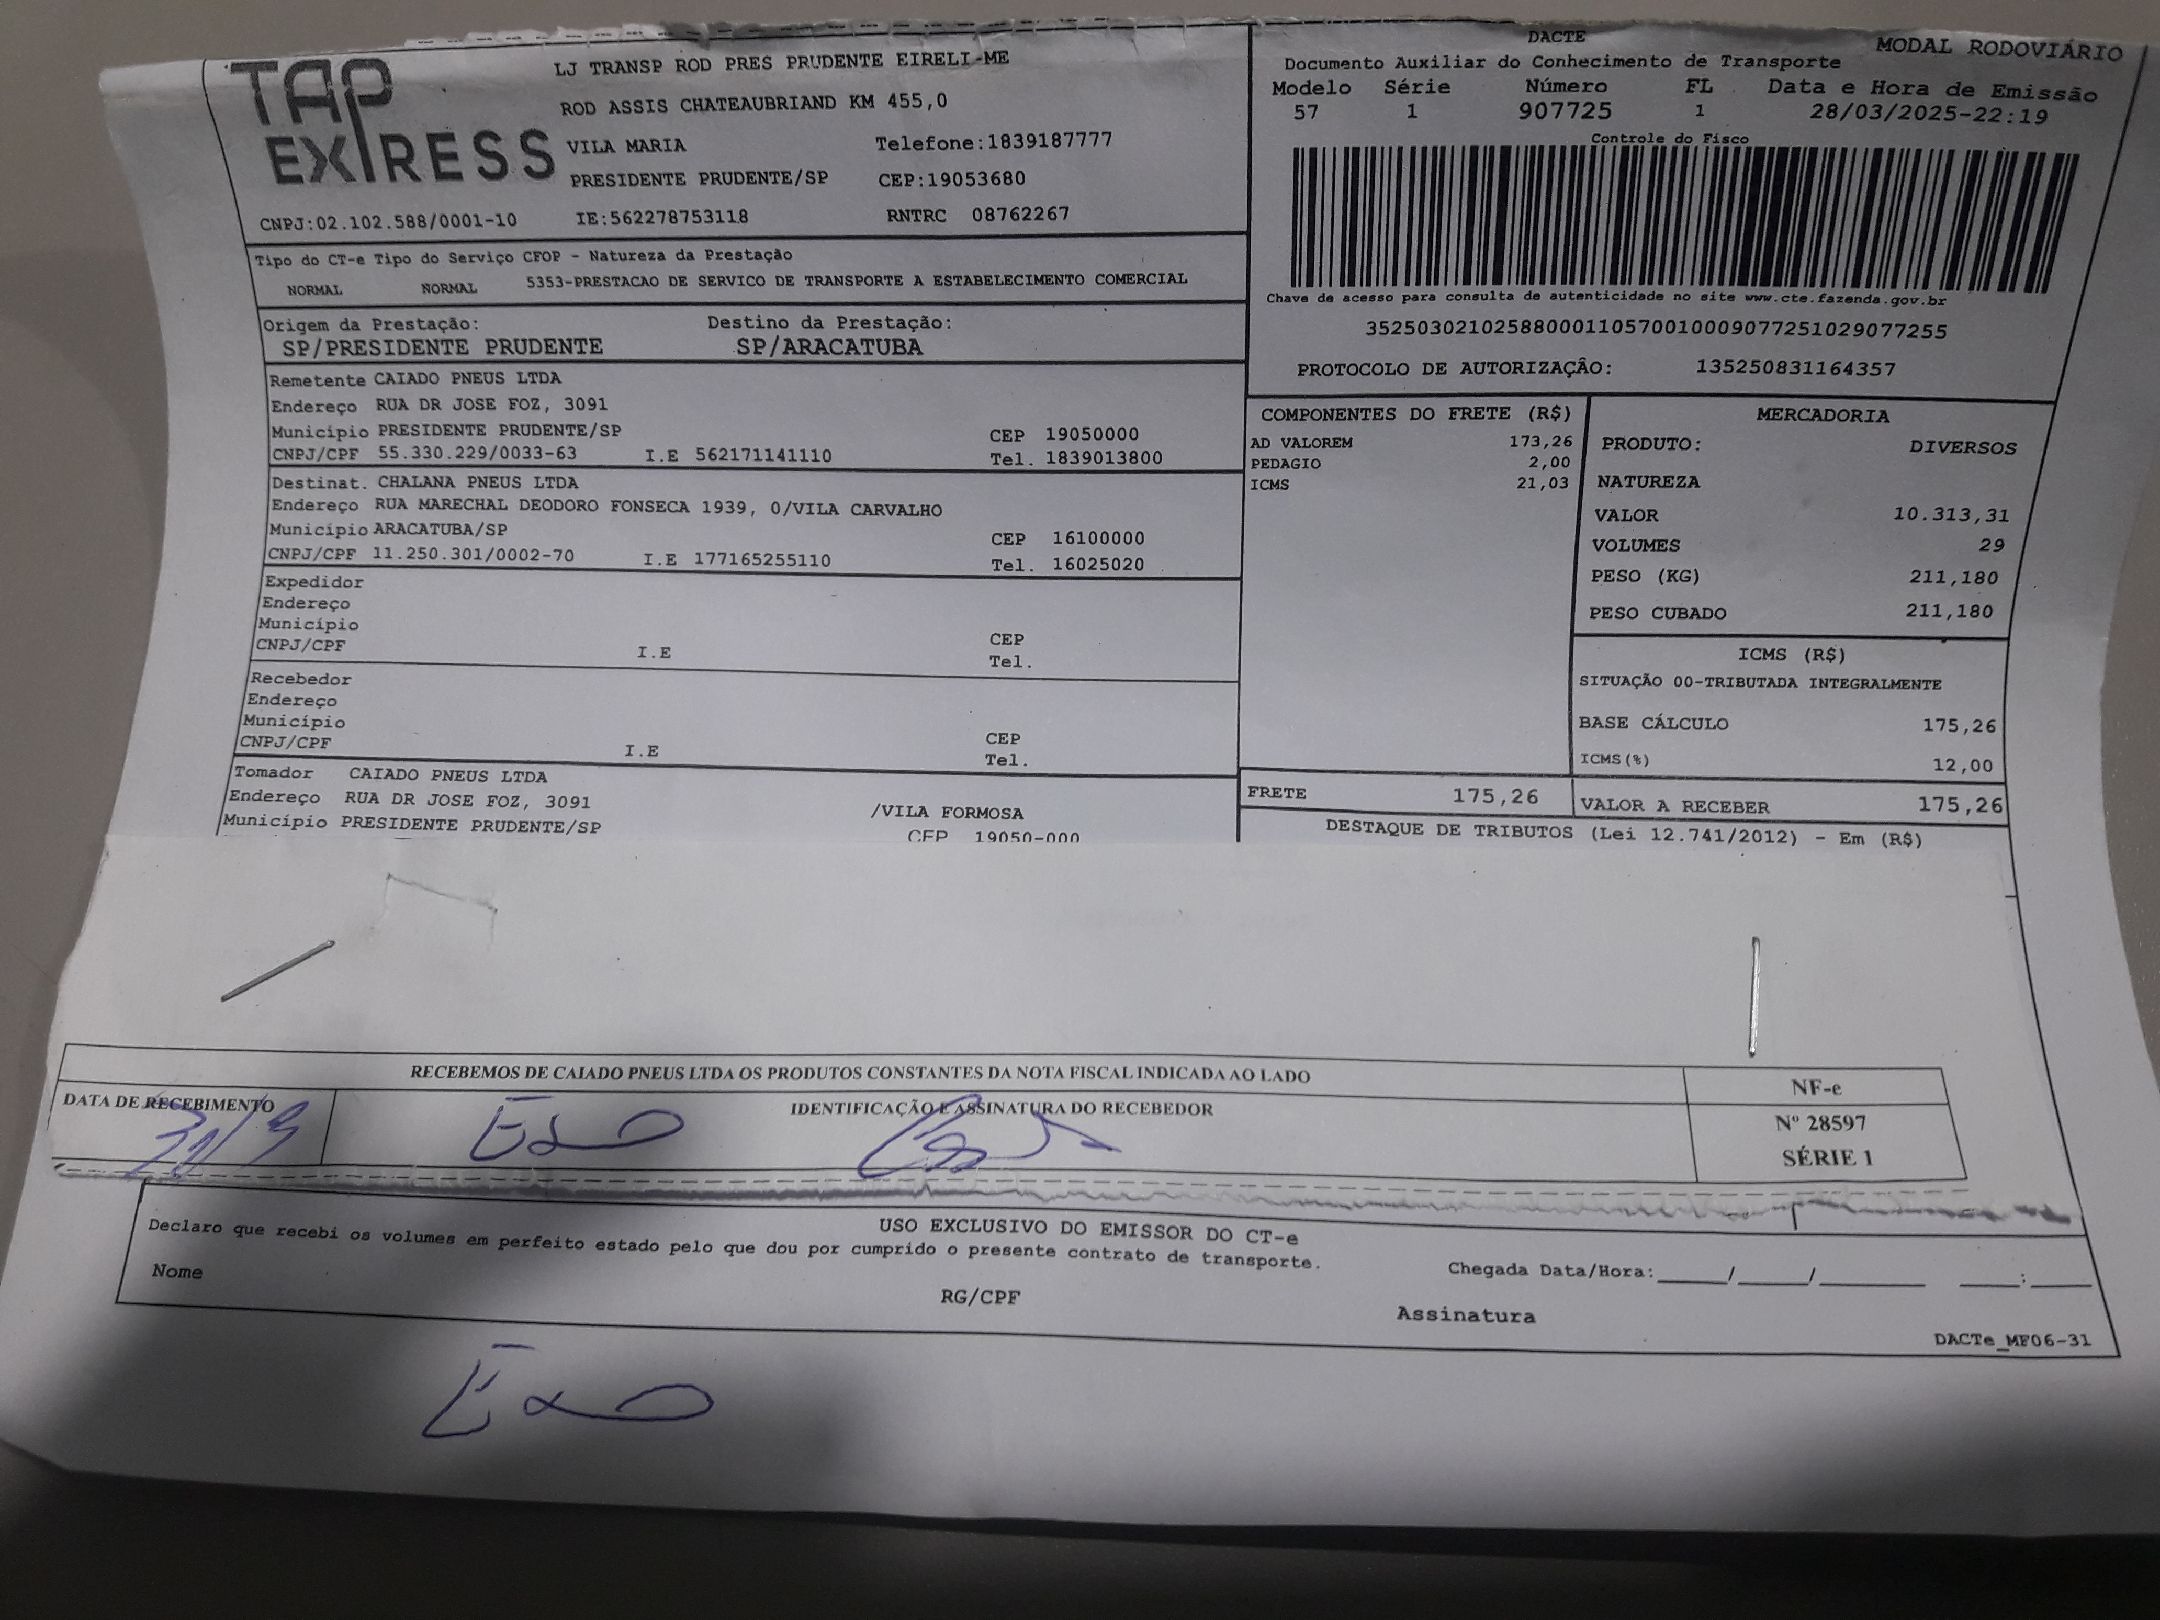 TAP EXPRESS
LJ TRANSP ROD PRES PRUDENTE EIRELI-ME
ROD ASSIS CHATEAUBRIAND KM 455,0
VILA MARIA Telefone:1839187777
PRESIDENTE PRUDENTE/SP CEP:19053680
CNPJ:02.102.588/0001-10 IE:562278753118 RNTRC 08762267
DACTE
MODAL RODOVIÁRIO
Documento Auxiliar do Conhecimento de Transporte
Modelo Série Número FL Data e Hora de Emissão
57 1 907725 1 28/03/2025-22:19
Controle do Fisco
Chave de acesso para consulta de autenticidade no site www.cte.fazenda.gov.br
35250302102588000110570010009077251029077255
PROTOCOLO DE AUTORIZAÇÃO: 135250831164357
Tipo do CT-e Tipo do Serviço CFOP - Natureza da Prestação
NORMAL NORMAL 5353-PRESTACAO DE SERVICO DE TRANSPORTE A ESTABELECIMENTO COMERCIAL
Origem da Prestação: Destino da Prestação:
SP/PRESIDENTE PRUDENTE SP/ARACATUBA
Remetente CAIADO PNEUS LTDA
Endereço RUA DR JOSE FOZ, 3091
Município PRESIDENTE PRUDENTE/SP CEP 19050000
CNPJ/CPF 55.330.229/0033-63 I.E 562171141110 Tel. 1839013800
Destinat. CHALANA PNEUS LTDA
Endereço RUA MARECHAL DEODORO FONSECA 1939, 0/VILA CARVALHO
Município ARACATUBA/SP CEP 16100000
CNPJ/CPF 11.250.301/0002-70 I.E 177165255110 Tel. 16025020
Expedidor
Endereço
Município CEP
CNPJ/CPF I.E Tel.
Recebedor
Endereço
Município CEP
CNPJ/CPF I.E Tel.
Tomador CAIADO PNEUS LTDA
Endereço RUA DR JOSE FOZ, 3091 /VILA FORMOSA
Município PRESIDENTE PRUDENTE/SP CEP 19050-000
COMPONENTES DO FRETE (R$)
AD VALOREM 173,26
PEDAGIO 2,00
ICMS 21,03
FRETE 175,26
MERCADORIA
PRODUTO: DIVERSOS
NATUREZA
VALOR 10.313,31
VOLUMES 29
PESO (KG) 211,180
PESO CUBADO 211,180
ICMS (R$)
SITUAÇÃO 00-TRIBUTADA INTEGRALMENTE
BASE CÁLCULO 175,26
ICMS(%) 12,00
VALOR A RECEBER 175,26
DESTAQUE DE TRIBUTOS (Lei 12.741/2012) - Em (R$)
RECEBEMOS DE CAIADO PNEUS LTDA OS PRODUTOS CONSTANTES DA NOTA FISCAL INDICADA AO LADO
DATA DE RECEBIMENTO IDENTIFICAÇÃO E ASSINATURA DO RECEBEDOR
NF-e
Nº 28597
SÉRIE 1
USO EXCLUSIVO DO EMISSOR DO CT-e
Declaro que recebi os volumes em perfeito estado pelo que dou por cumprido o presente contrato de transporte.
Nome RG/CPF Assinatura
Chegada Data/Hora:_____/_____/________ ____:____
DACTe_MF06-31